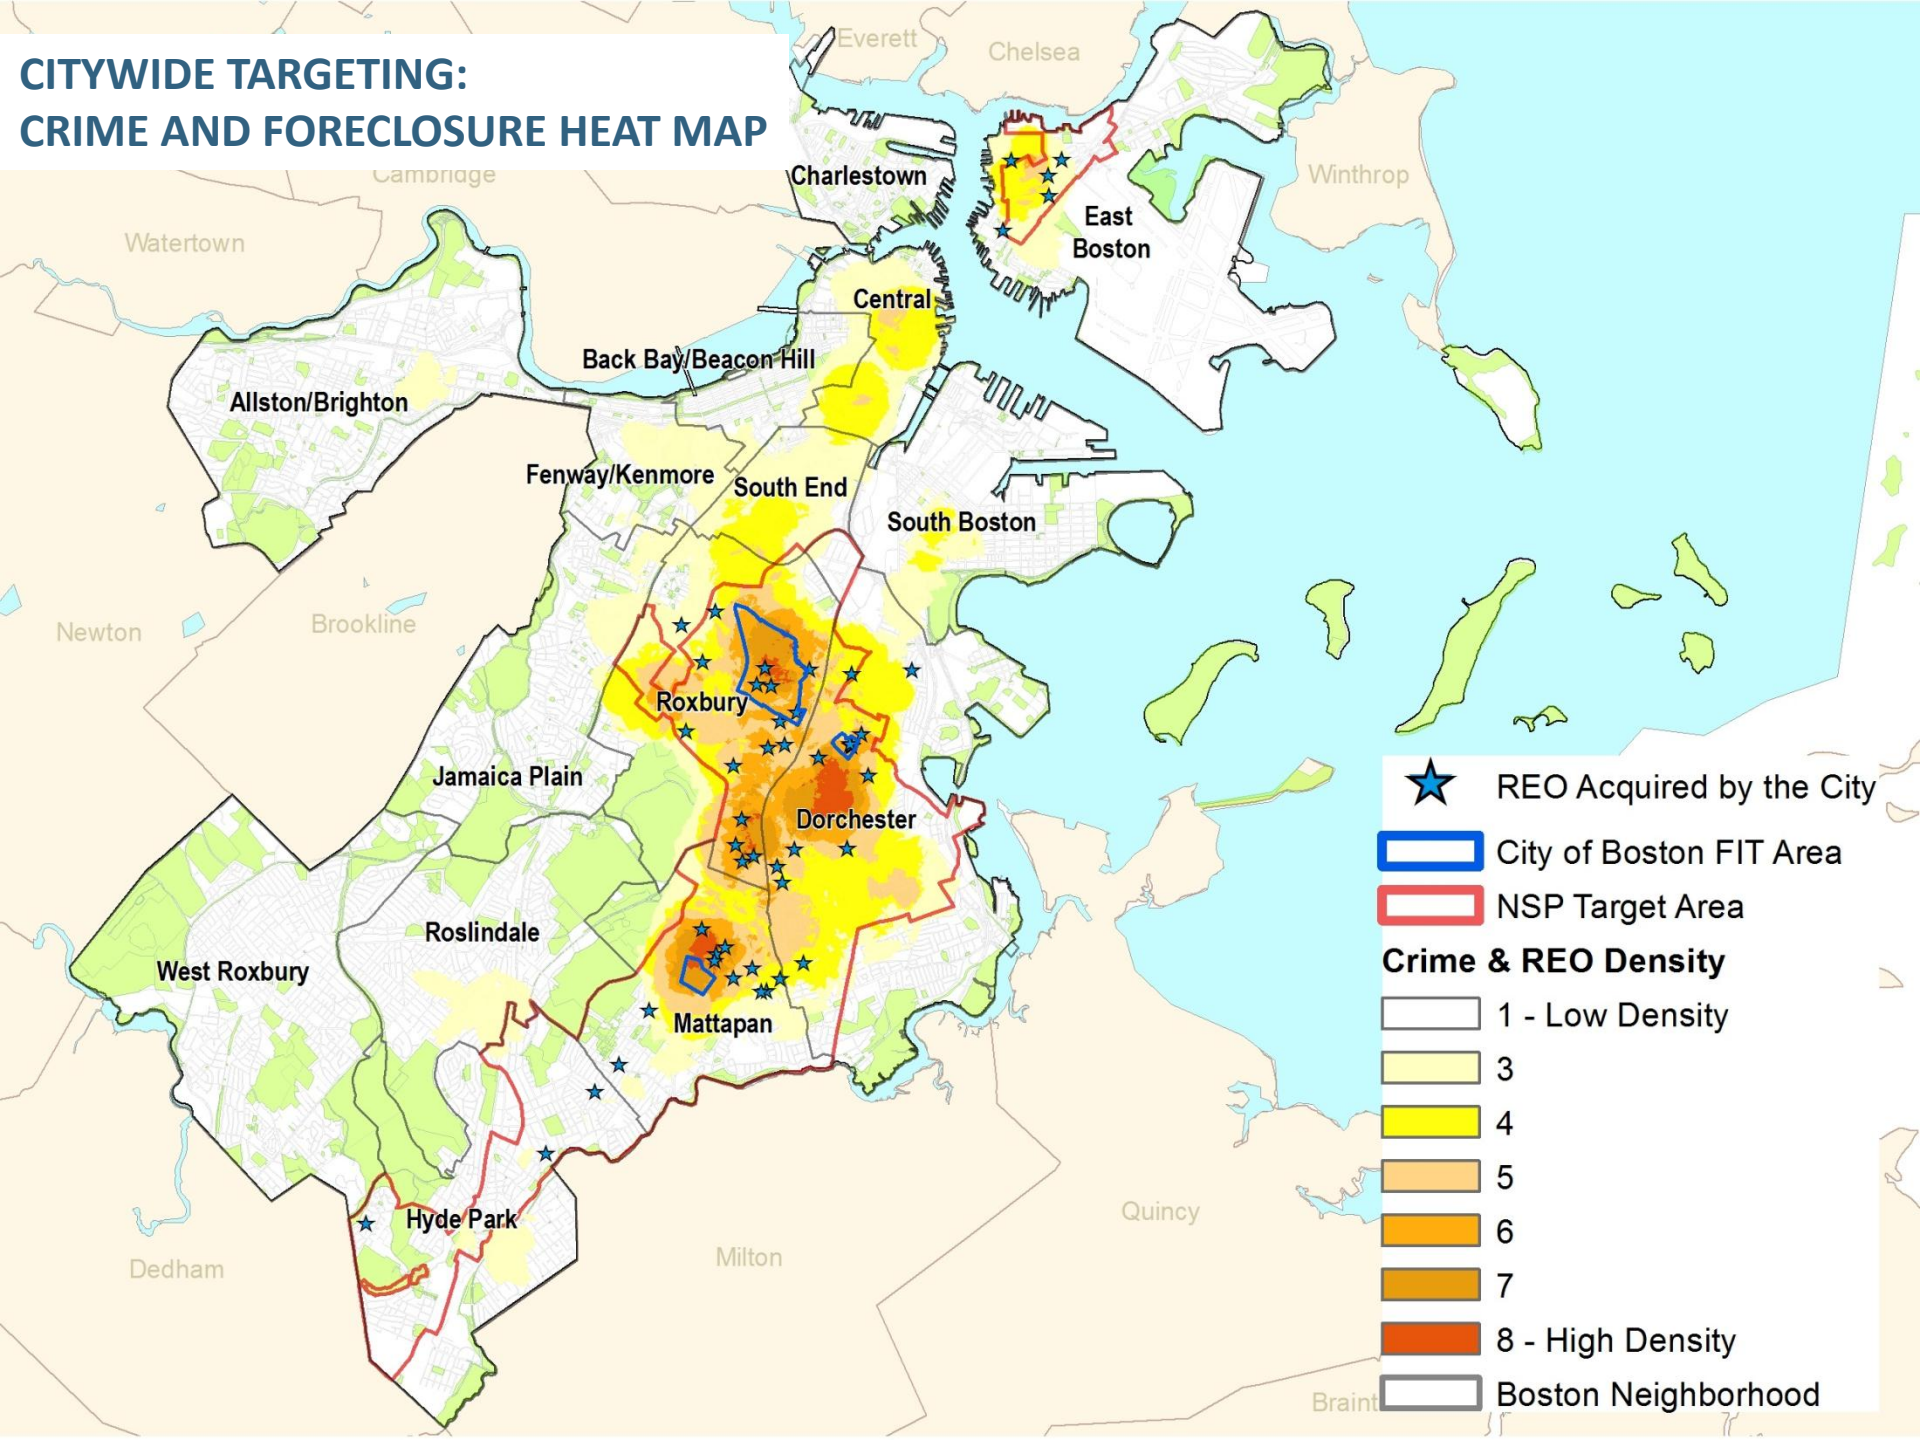 CITYWIDE TARGETING:
CRIME AND FORECLOSURE HEAT MAP
Everett
Chelsea
Cambridge
Charlestown
Winthrop
Watertown
East
Boston
Central
Back Bay/Beacon Hill
Allston/Brighton
Fenway/Kenmore
South End
South Boston
Newton
Brookline
Roxbury
Jamaica Plain
Dorchester
Roslindale
West Roxbury
Mattapan
Hyde Park
Quincy
Milton
Dedham
Braint
REO Acquired by the City
City of Boston FIT Area
NSP Target Area
Crime & REO Density
1 - Low Density
3
4
5
6
7
8 - High Density
Boston Neighborhood